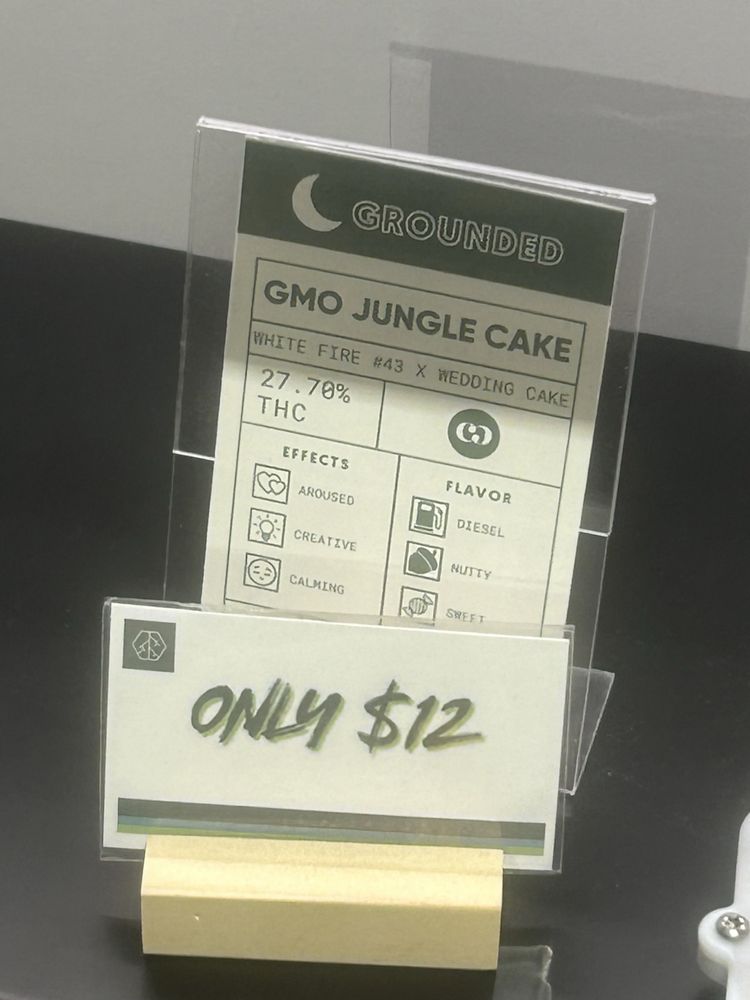 GROUNDED
GMO JUNGLE CAKE
WHITE FIRE #43 X WEDDING CAKE
27.70%
THC
EFFECTS
AROUSED
CREATIVE
CALMING
FLAVOR
DIESEL
NUTTY
SWEET
ONLY $12